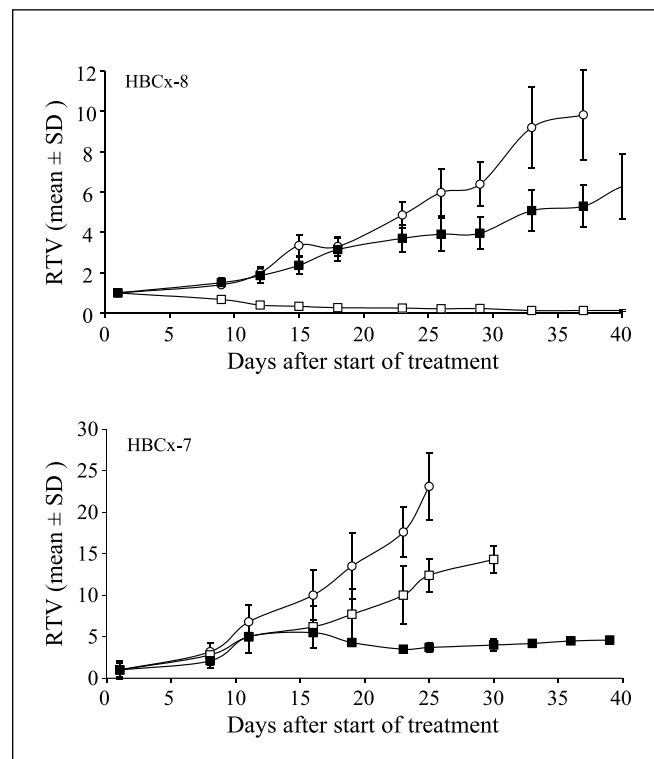 HBCx-8
RTV (mean ± SD )
12
10
8
6
4
2
0
0 5 10 15 20 25 30 35 40
Days after start of treatment
HBCx-7
RTV (mean ± SD )
30
25
20
15
10
5
0
0 5 10 15 20 25 30 35 40
Days after start of treatment